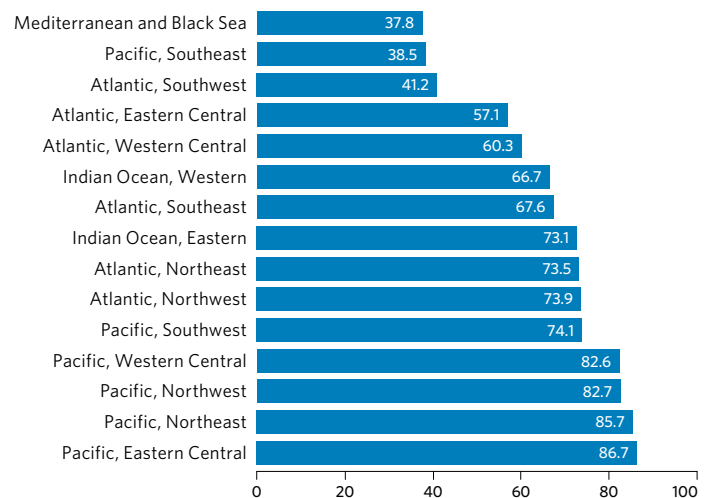 Mediterranean and Black Sea 37.8
Pacific, Southeast 38.5
Atlantic, Southwest 41.2
Atlantic, Eastern Central 57.1
Atlantic, Western Central 60.3
Indian Ocean, Western 66.7
Atlantic, Southeast 67.6
Indian Ocean, Eastern 73.1
Atlantic, Northeast 73.5
Atlantic, Northwest 73.9
Pacific, Southwest 74.1
Pacific, Western Central 82.6
Pacific, Northwest 82.7
Pacific, Northeast 85.7
Pacific, Eastern Central 86.7
0 20 40 60 80 100